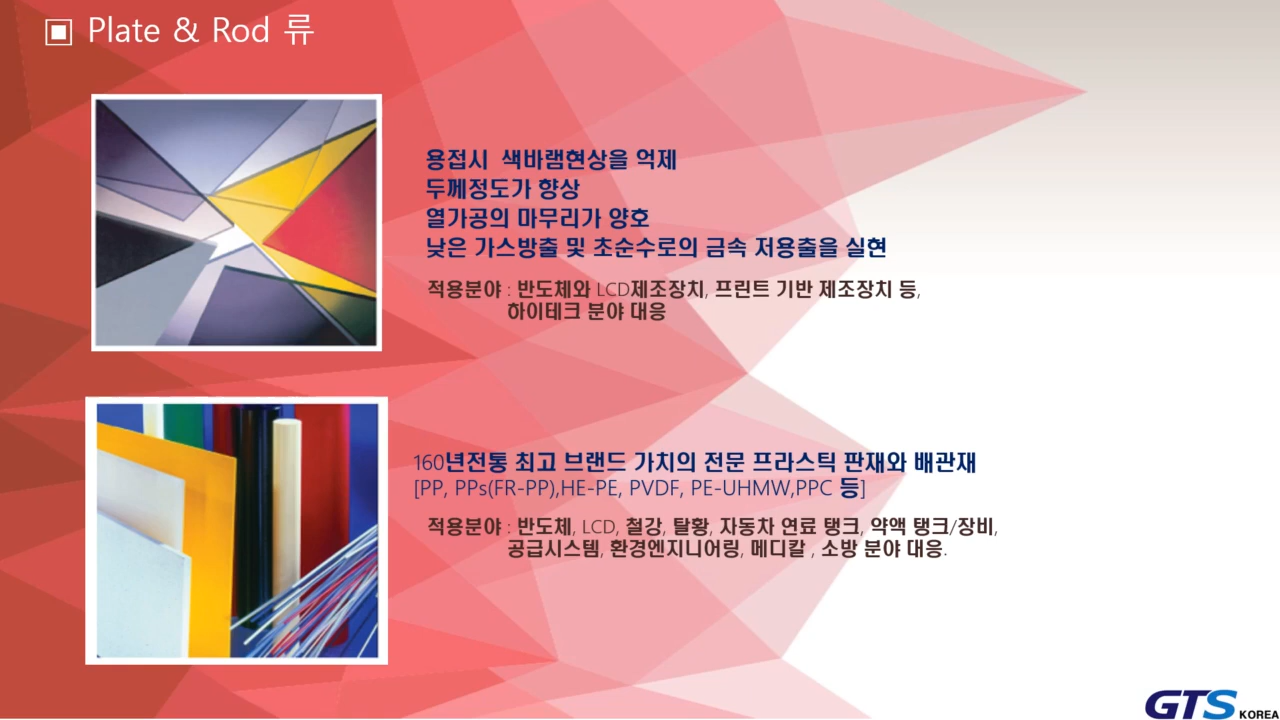 ▣ Plate & Rod 류
용접시 색바램현상을 억제
두께정도가 향상
열가공의 마무리가 양호
낮은 가스방출 및 초순수로의 금속 저용출을 실현
적용분야 : 반도체와 LCD제조장치, 프린트 기반 제조장치 등,
하이테크 분야 대응
160년전통 최고 브랜드 가치의 전문 프라스틱 판재와 배관재
[PP, PPs(FR-PP),HE-PE, PVDF, PE-UHMW,PPC 등]
적용분야 : 반도체, LCD, 철강, 탈황, 자동차 연료 탱크, 약액 탱크/장비,
공급시스템, 환경엔지니어링, 메디칼 , 소방 분야 대응.
GTS KOREA